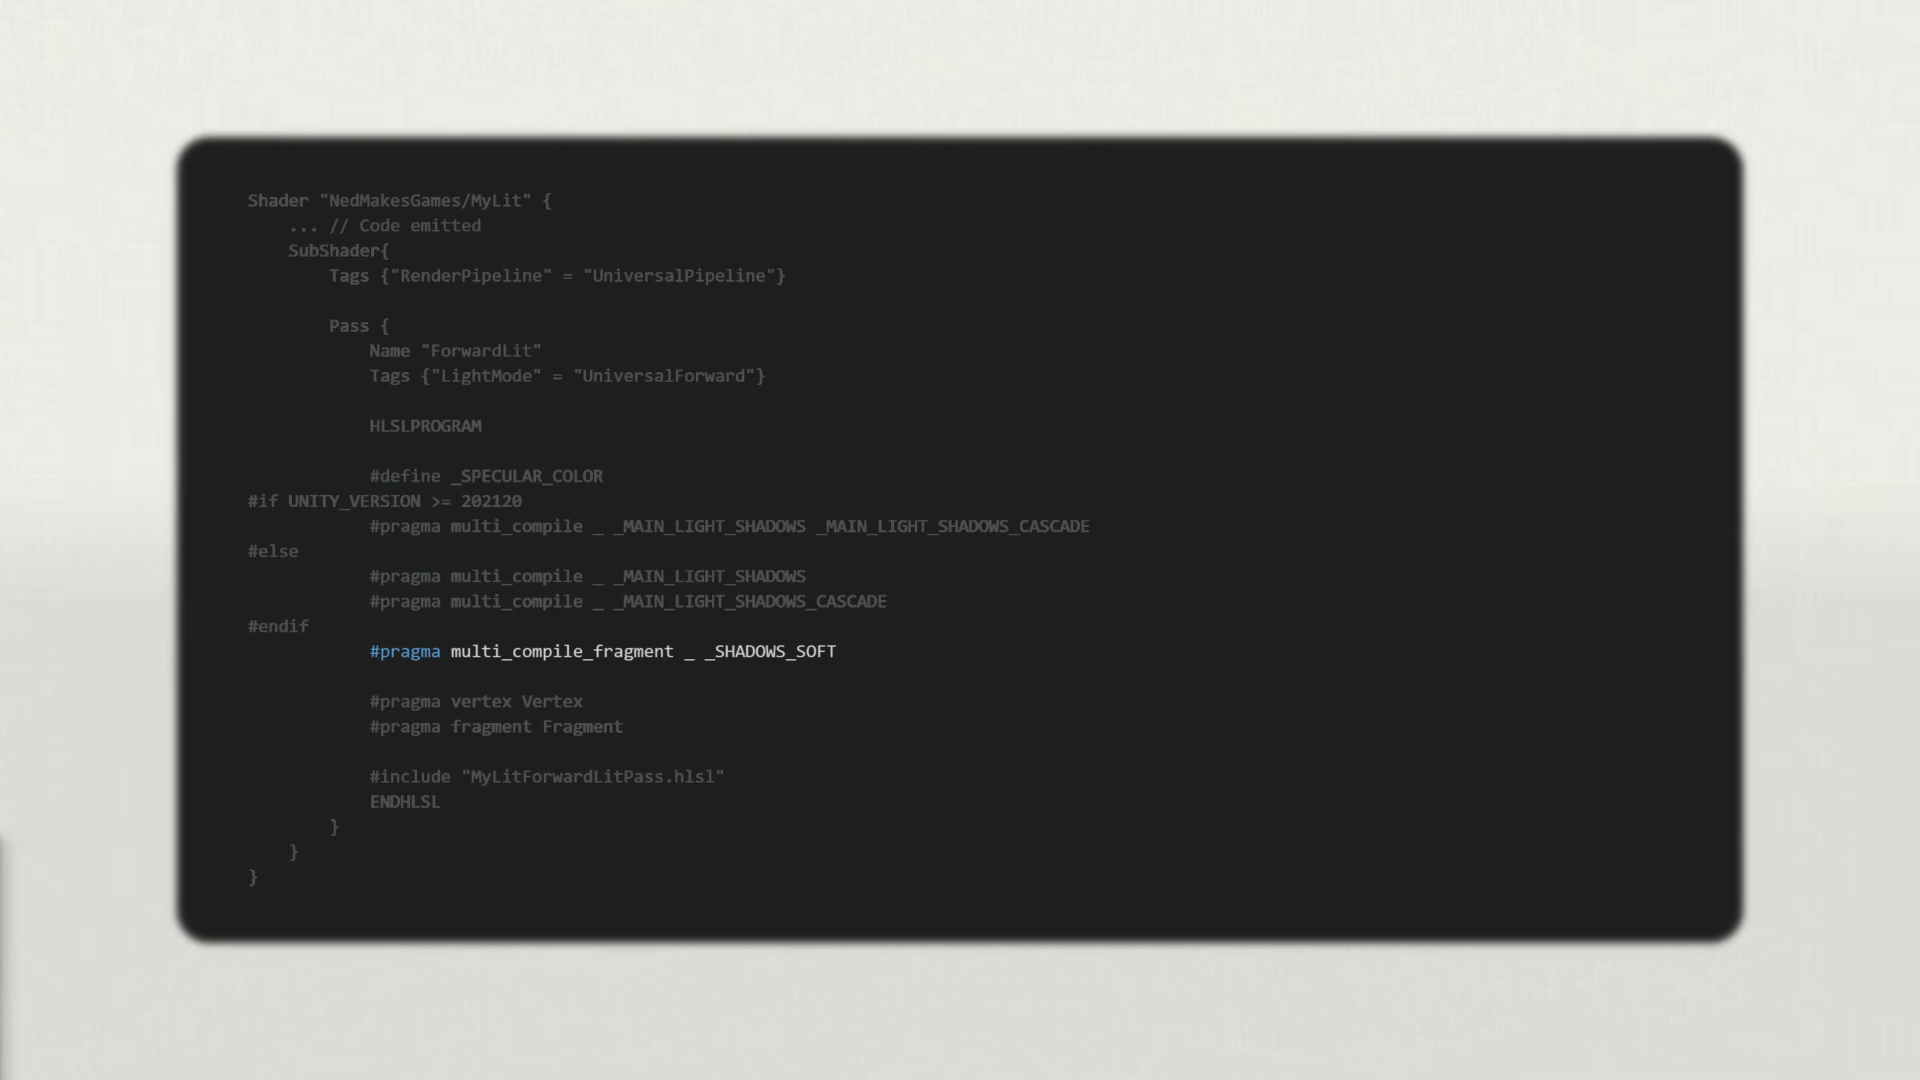 Shader "NedMakesGames/MyLit" {
... // Code emitted
SubShader{
Tags {"RenderPipeline" = "UniversalPipeline"}
Pass {
Name "ForwardLit"
Tags {"LightMode" = "UniversalForward"}
HLSLPROGRAM
#define _SPECULAR_COLOR
#if UNITY_VERSION >= 202120
#pragma multi_compile _ _MAIN_LIGHT_SHADOWS _MAIN_LIGHT_SHADOWS_CASCADE
#else
#pragma multi_compile _ _MAIN_LIGHT_SHADOWS
#pragma multi_compile _ _MAIN_LIGHT_SHADOWS_CASCADE
#endif
#pragma multi_compile_fragment _ _SHADOWS_SOFT
#pragma vertex Vertex
#pragma fragment Fragment
#include "MyLitForwardLitPass.hlsl"
ENDHLSL
}
}
}